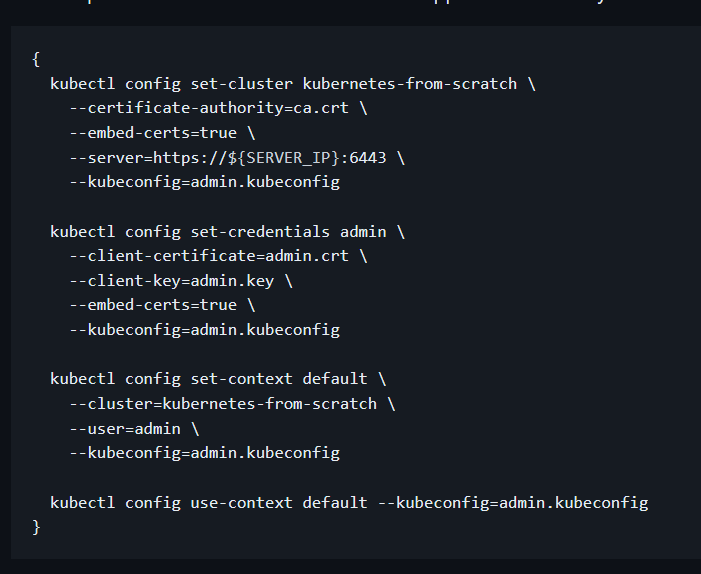 {
  kubectl config set-cluster kubernetes-from-scratch \
    --certificate-authority=ca.crt \
    --embed-certs=true \
    --server=https://${SERVER_IP}:6443 \
    --kubeconfig=admin.kubeconfig

  kubectl config set-credentials admin \
    --client-certificate=admin.crt \
    --client-key=admin.key \
    --embed-certs=true \
    --kubeconfig=admin.kubeconfig

  kubectl config set-context default \
    --cluster=kubernetes-from-scratch \
    --user=admin \
    --kubeconfig=admin.kubeconfig

  kubectl config use-context default --kubeconfig=admin.kubeconfig
}